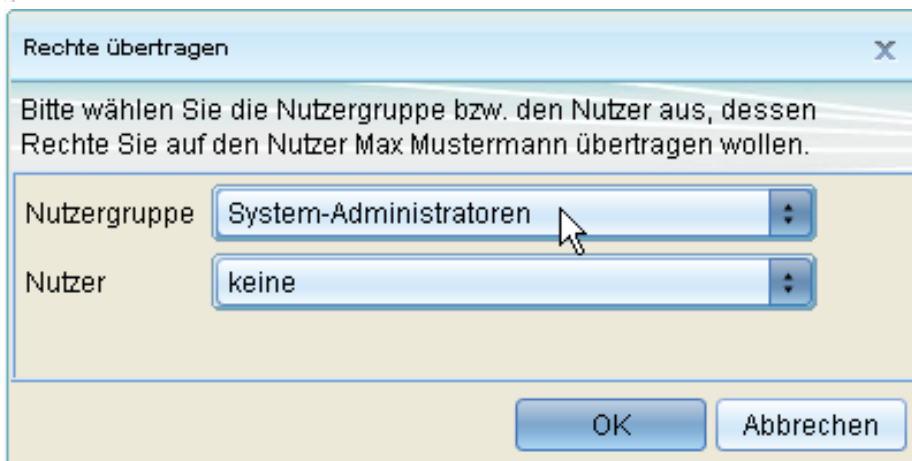 Rechte übertragen
x
Bitte wählen Sie die Nutzergruppe bzw. den Nutzer aus, dessen
Rechte Sie auf den Nutzer Max Mustermann übertragen wollen.
Nutzergruppe System-Administratoren
Nutzer keine
OK Abbrechen